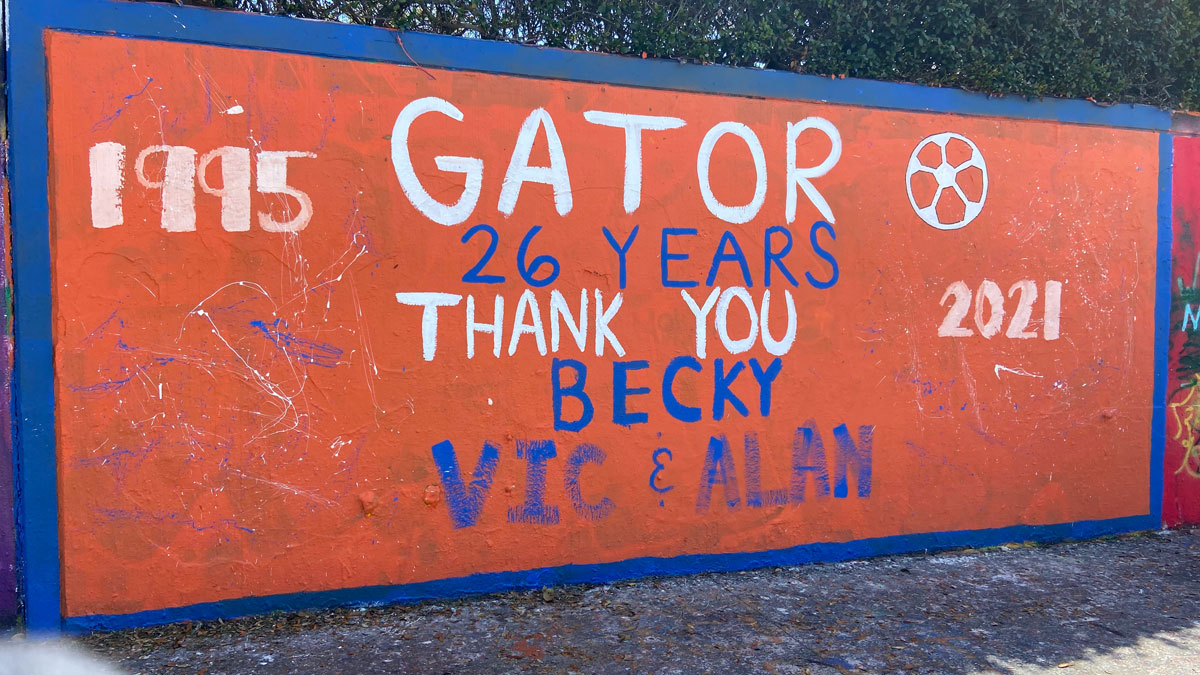 1995
GATOR
26 YEARS
THANK YOU
2021
BECKY
VIC & ALAN